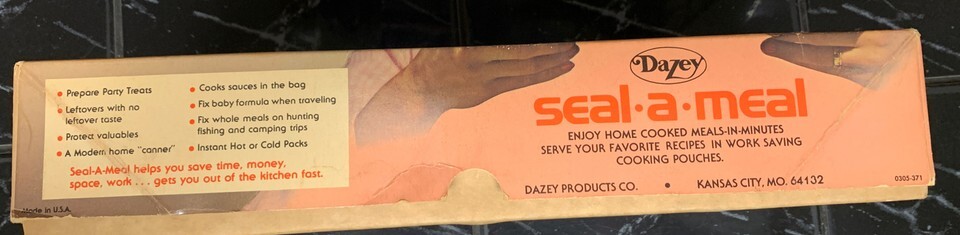 • Prepare Party Treats
• Leftovers with no
leftover taste
• Protect valuables
• A Modern home "canner"
• Cooks sauces in the bag
• Fix baby formula when traveling
• Fix whole meals on hunting
fishing and camping trips
• Instant Hot or Cold Packs
Seal-A-Meal helps you save time, money,
space, work... gets you out of the kitchen fast.
Made in U.S.A.
Dazey
seal·a·meal
ENJOY HOME COOKED MEALS-IN-MINUTES
SERVE YOUR FAVORITE RECIPES IN WORK SAVING
COOKING POUCHES.
DAZEY PRODUCTS CO. • KANSAS CITY, MO. 64132
0305-371